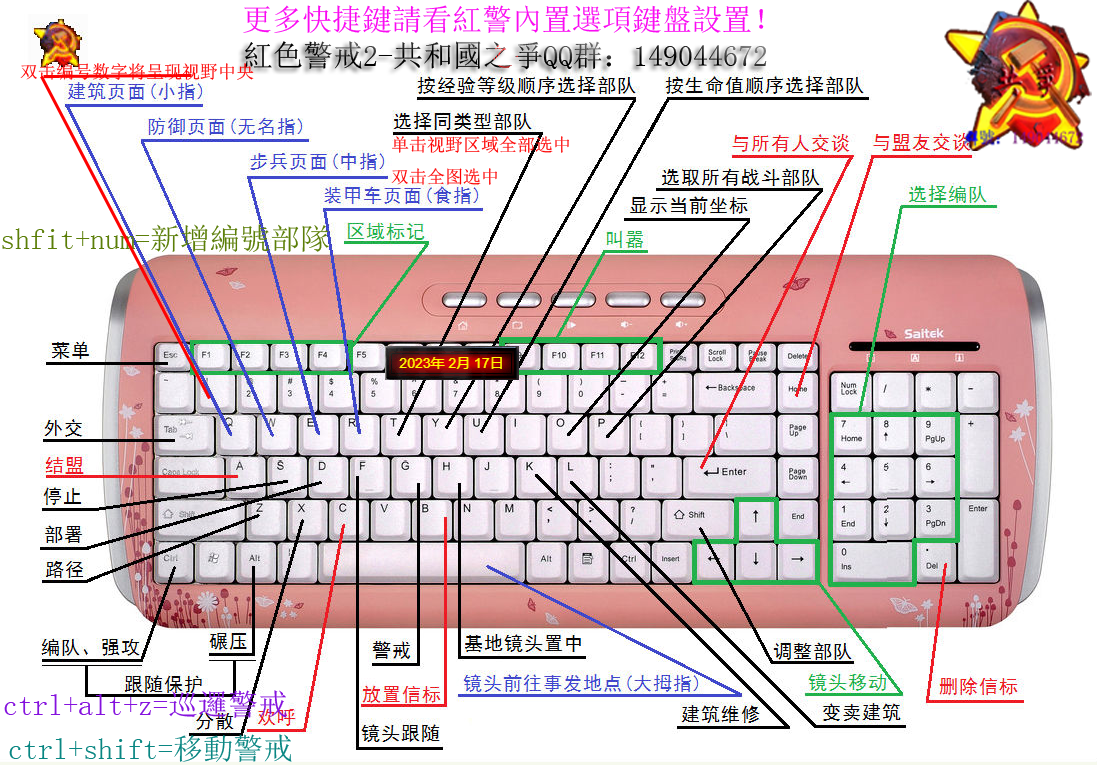 更多快捷鍵請看紅警內置選項鍵盤設置!
紅色警戒2-共和國之爭QQ群: 149044672
双击编号数字将呈现视野中央
建筑页面(小指)
按经验等级顺序选择部队
按生命值顺序选择部队
防御页面(无名指)
选择同类型部队
单击视野区域全部选中
与所有人交谈
与盟友交谈
步兵页面(中指)
双击全图选中
选取所有战斗部队
装甲车页面(食指)
显示当前坐标
选择编队
shfit+num=新增編號部隊
区域标记
叫嚣
Saitek
菜单
Esc
F1
F2
F3
F4
F5
F10
F11
F12
Scroll Lock
Pause Break
Delete
2023年 2月 17日
Backspace
Home
Num Lock
/
*
-
外交
Tab
Q
W
E
R
T
Y
U
I
O
P
Page Up
7 Home
8
9 PgUp
+
结盟
Caps Lock
A
S
D
F
G
H
J
K
L
Enter
Page Down
4
5
6
停止
Shift
Z
X
C
V
B
N
M
Shift
End
1 End
2
3 PgDn
Enter
部署
路径
Ctrl
Alt
Alt
Ctrl
Insert
0 Ins
Del
编队、强攻
碾压
警戒
基地镜头置中
调整部队
跟随保护
放置信标
镜头前往事发地点(大拇指)
镜头移动
删除信标
ctrl+alt+z=巡邏警戒
分散
欢呼
镜头跟随
建筑维修
变卖建筑
ctrl+shift=移動警戒